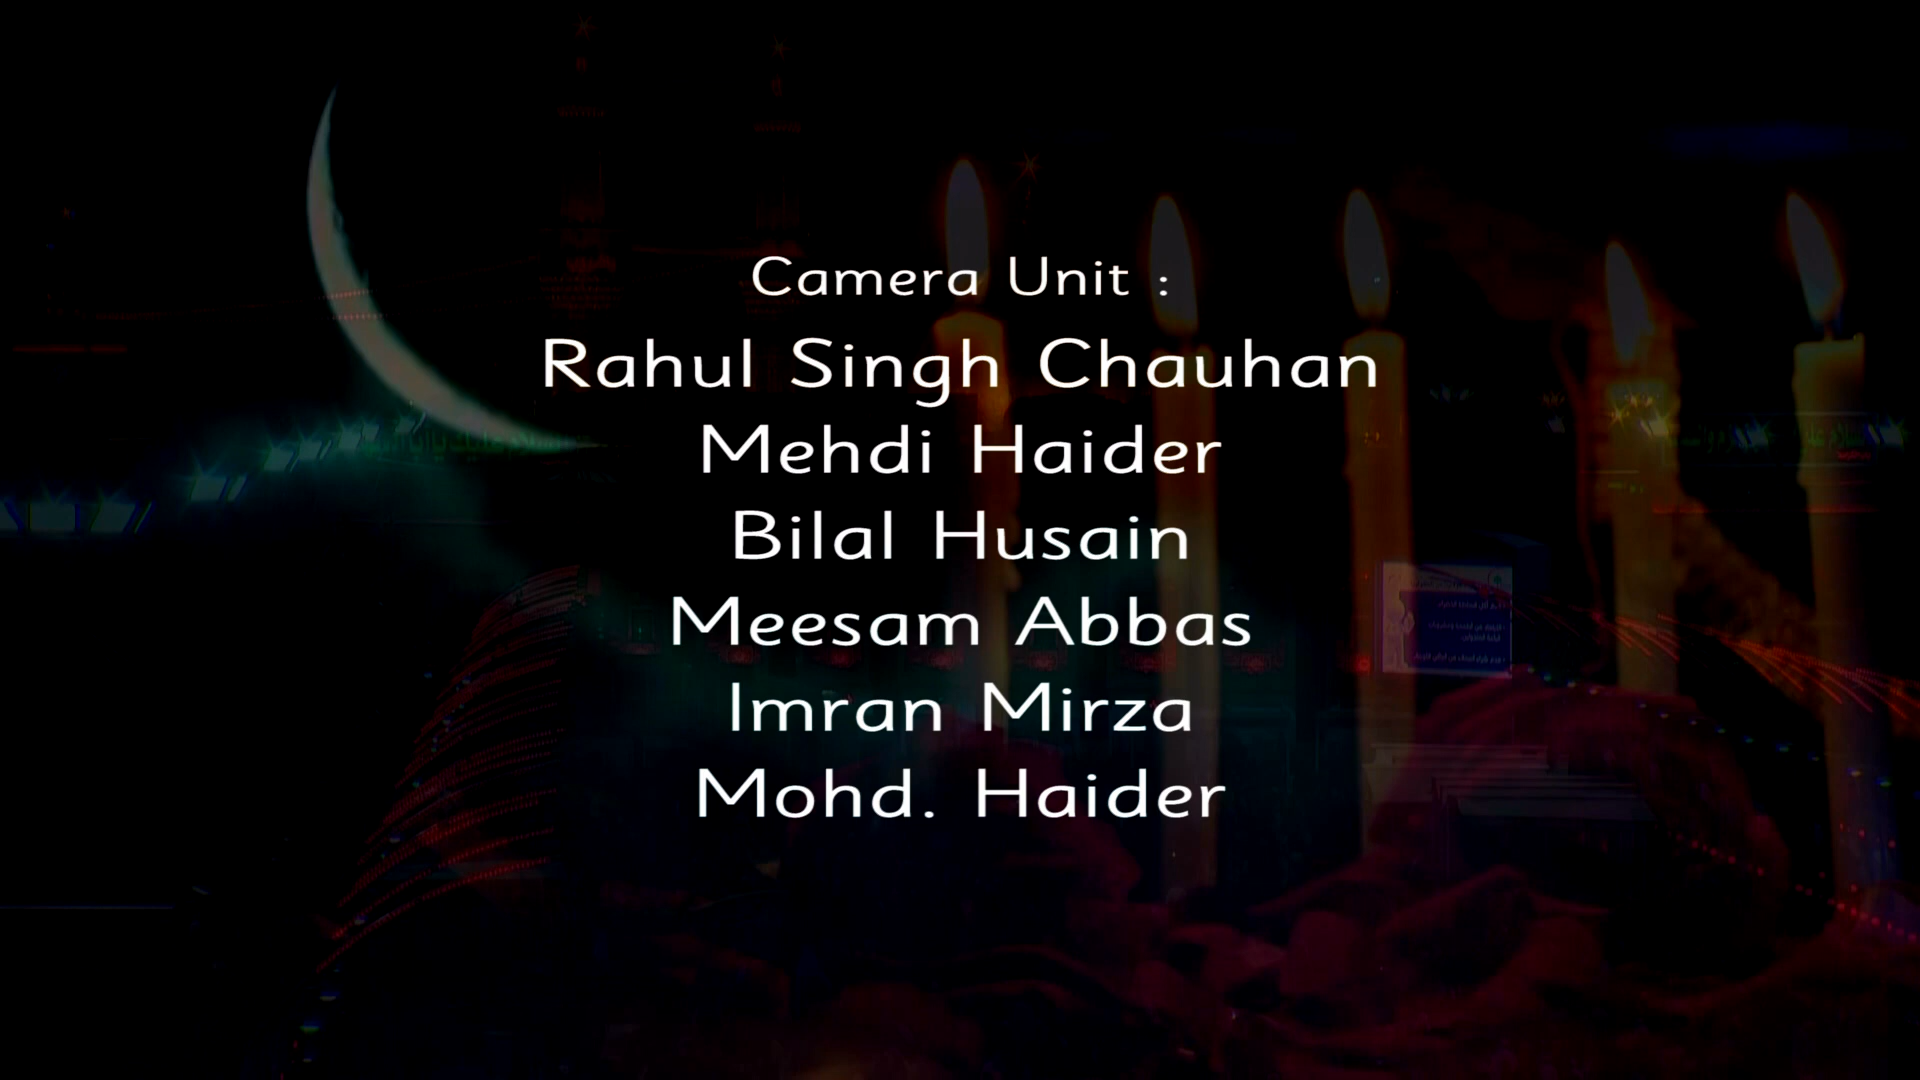 Camera Unit :
Rahul Singh Chauhan
Mehdi Haider
Bilal Husain
Meesam Abbas
Imran Mirza
Mohd. Haider